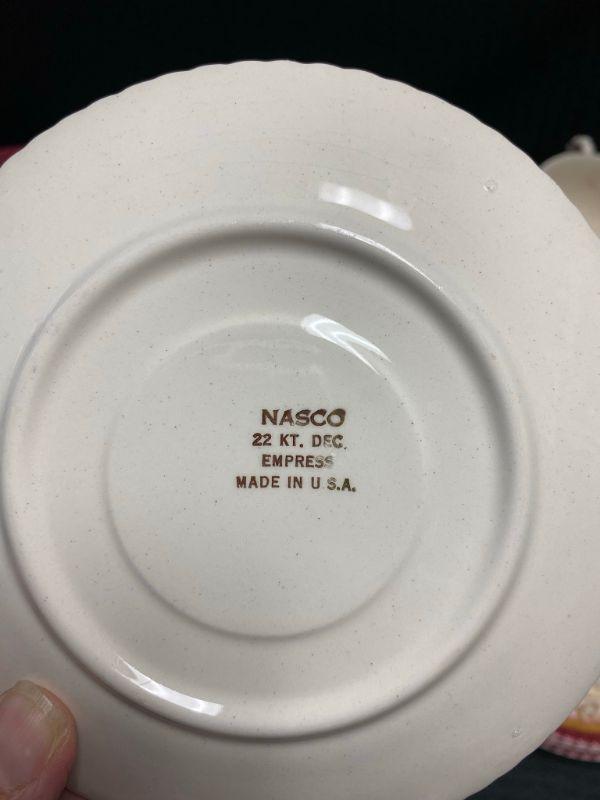 NASCO
22 KT. DEC.
EMPRESS
MADE IN U S.A.